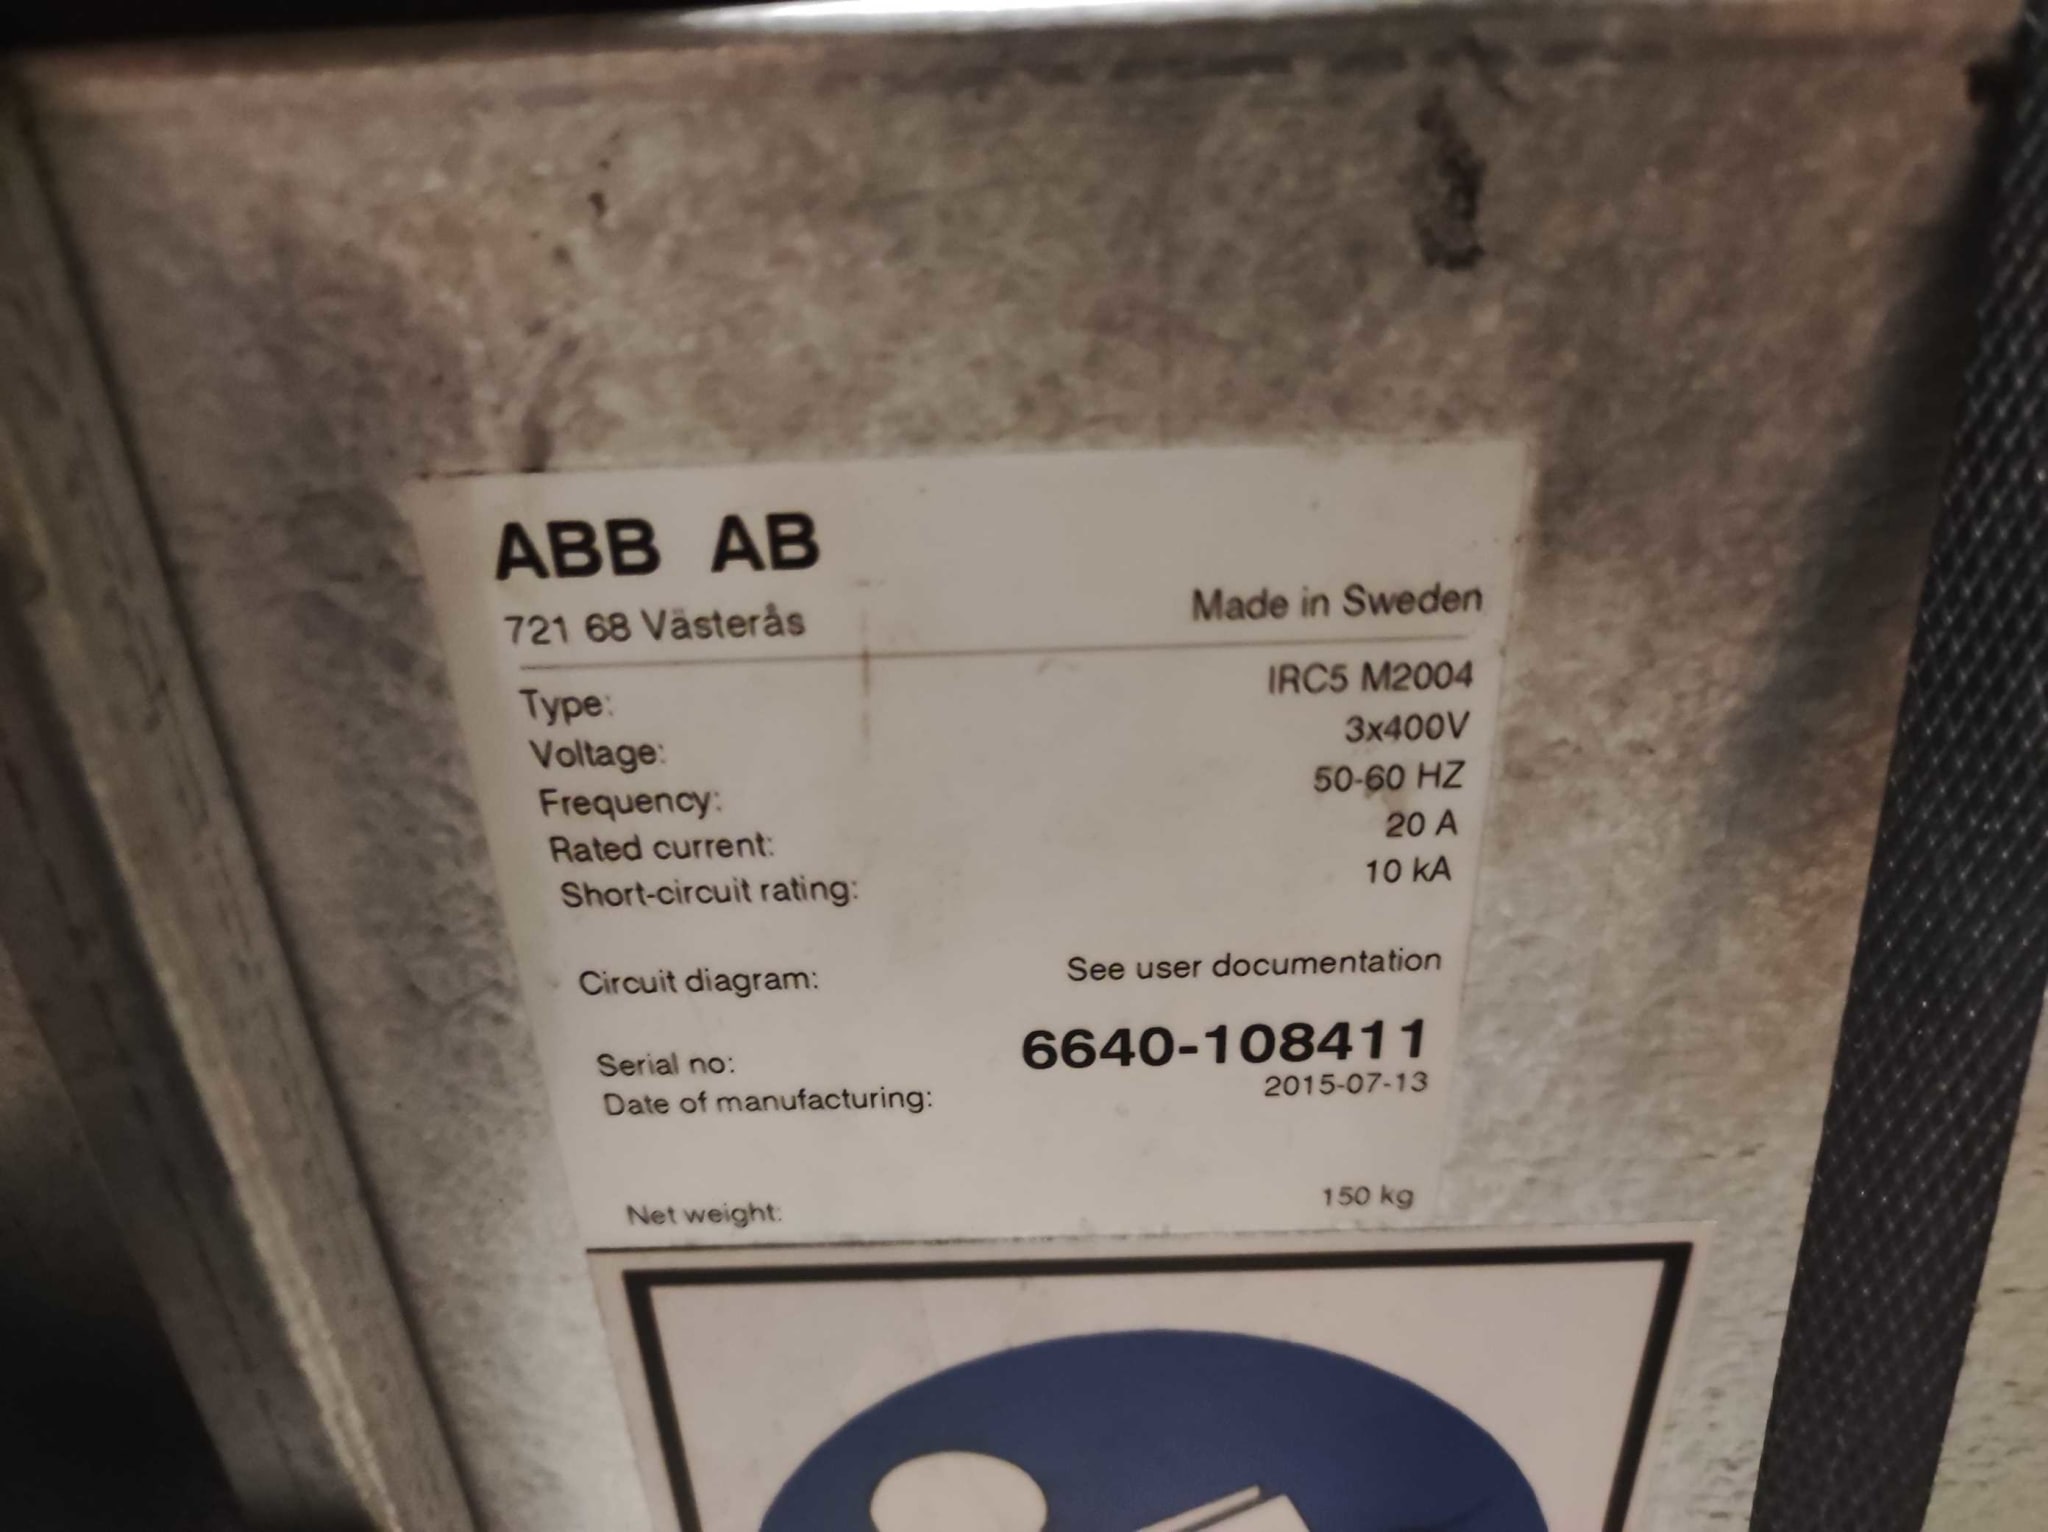 ABB AB
721 68 Västerås
Made in Sweden
Type: IRC5 M2004
Voltage: 3x400V
Frequency: 50-60 HZ
Rated current: 20 A
Short-circuit rating: 10 kA
Circuit diagram: See user documentation
Serial no: 6640-108411
Date of manufacturing: 2015-07-13
Net weight: 150 kg